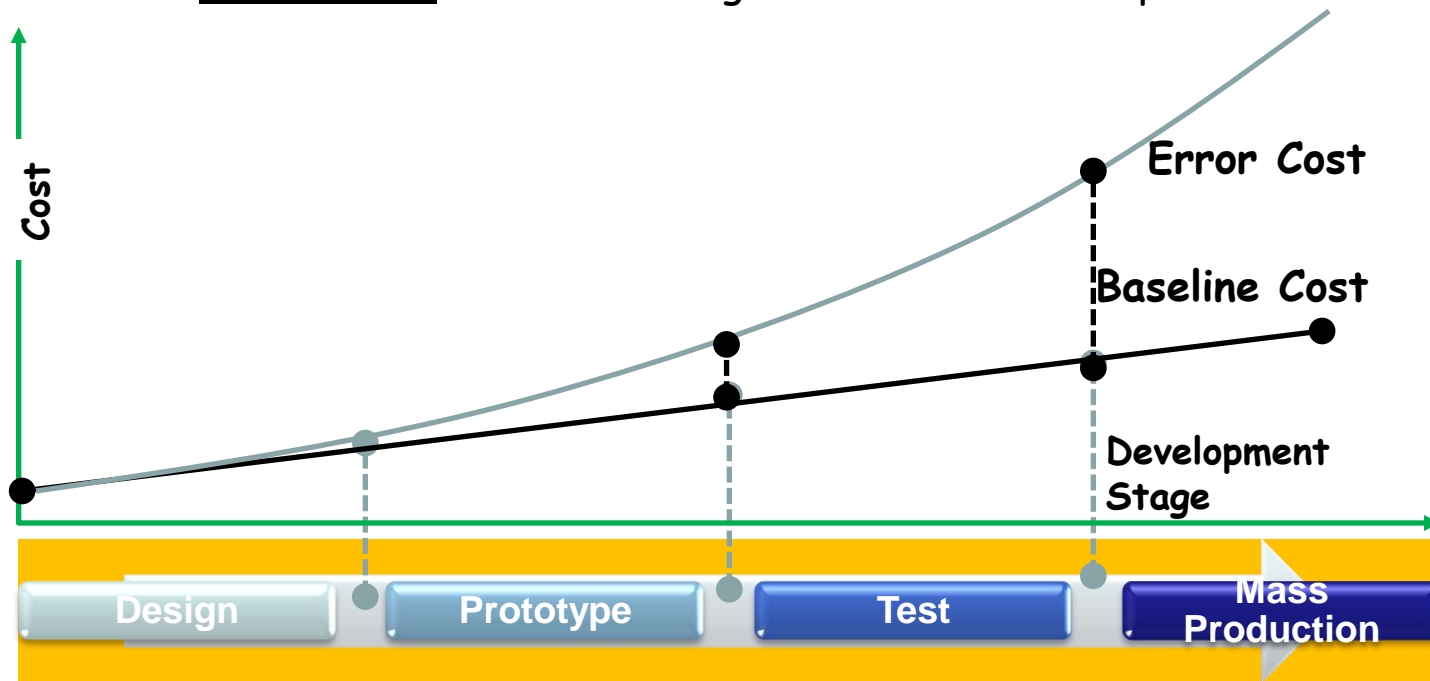 Cost
Error Cost
Baseline Cost
Development
Stage
Design
Prototype
Test
Mass
Production